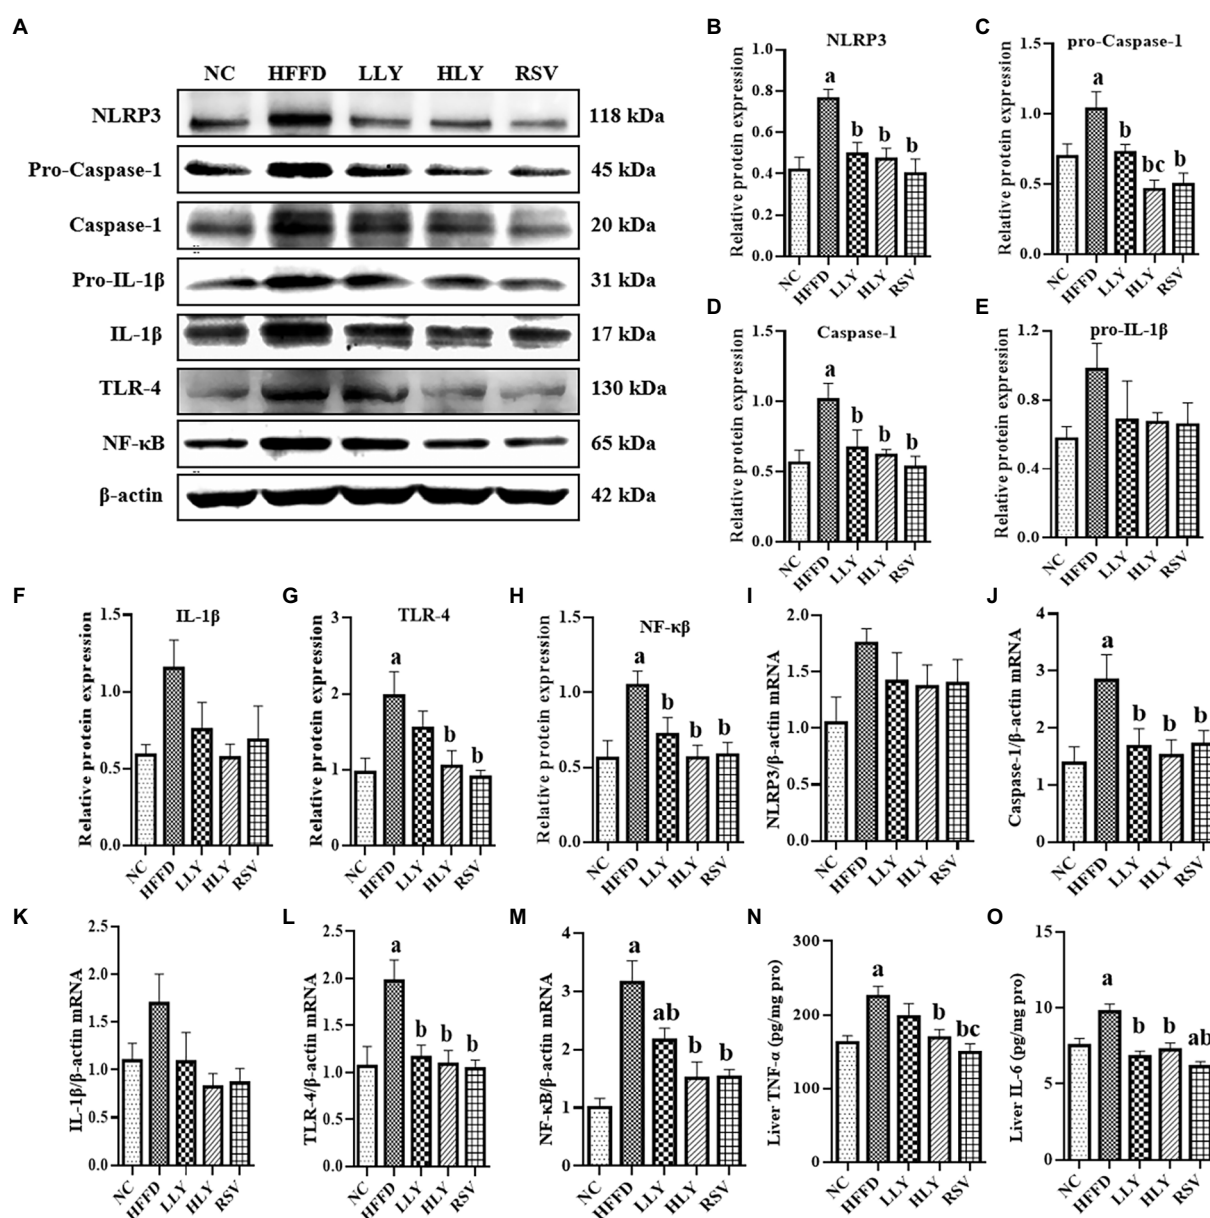 A
NC HFFD LLY HLY RSV
NLRP3 118 kDa
Pro-Caspase-1 45 kDa
Caspase-1 20 kDa
Pro-IL-1β 31 kDa
IL-1β 17 kDa
TLR-4 130 kDa
NF-κB 65 kDa
β-actin 42 kDa
B
NLRP3
Relative protein expression
1.0
0.8
0.6
0.4
0.2
0.0
a
b
b
b
NC HFFD LLY HLY RSV
C
pro-Caspase-1
Relative protein expression
1.5
1.0
0.5
0.0
a
b
bc
b
NC HFFD LLY HLY RSV
D
Caspase-1
Relative protein expression
1.5
1.0
0.5
0.0
a
b
b
b
NC HFFD LLY HLY RSV
E
pro-IL-1β
Relative protein expression
1.2
0.8
0.4
0.0
NC HFFD LLY HLY RSV
F
IL-1β
Relative protein expression
1.5
1.0
0.5
0.0
NC HFFD LLY HLY RSV
G
TLR-4
Relative protein expression
3
2
1
0
a
b
b
NC HFFD LLY HLY RSV
H
NF-κβ
Relative protein expression
1.5
1.0
0.5
0.0
a
b
b
b
NC HFFD LLY HLY RSV
I
NLRP3/β-actin mRNA
2.0
1.5
1.0
0.5
0.0
NC HFFD LLY HLY RSV
J
Caspase-1/β-actin mRNA
4
3
2
1
0
a
b
b
b
NC HFFD LLY HLY RSV
K
IL-1β/β-actin mRNA
2.5
2.0
1.5
1.0
0.5
0.0
NC HFFD LLY HLY RSV
L
TLR-4/β-actin mRNA
2.5
2.0
1.5
1.0
0.5
0.0
a
b
b
b
NC HFFD LLY HLY RSV
M
NF-κB/β-actin mRNA
4
3
2
1
0
a
ab
b
b
NC HFFD LLY HLY RSV
N
Liver TNF-α (pg/mg pro)
300
200
100
0
a
b
bc
NC HFFD LLY HLY RSV
O
Liver IL-6 (pg/mg pro)
15
10
5
0
a
b
b
ab
NC HFFD LLY HLY RSV